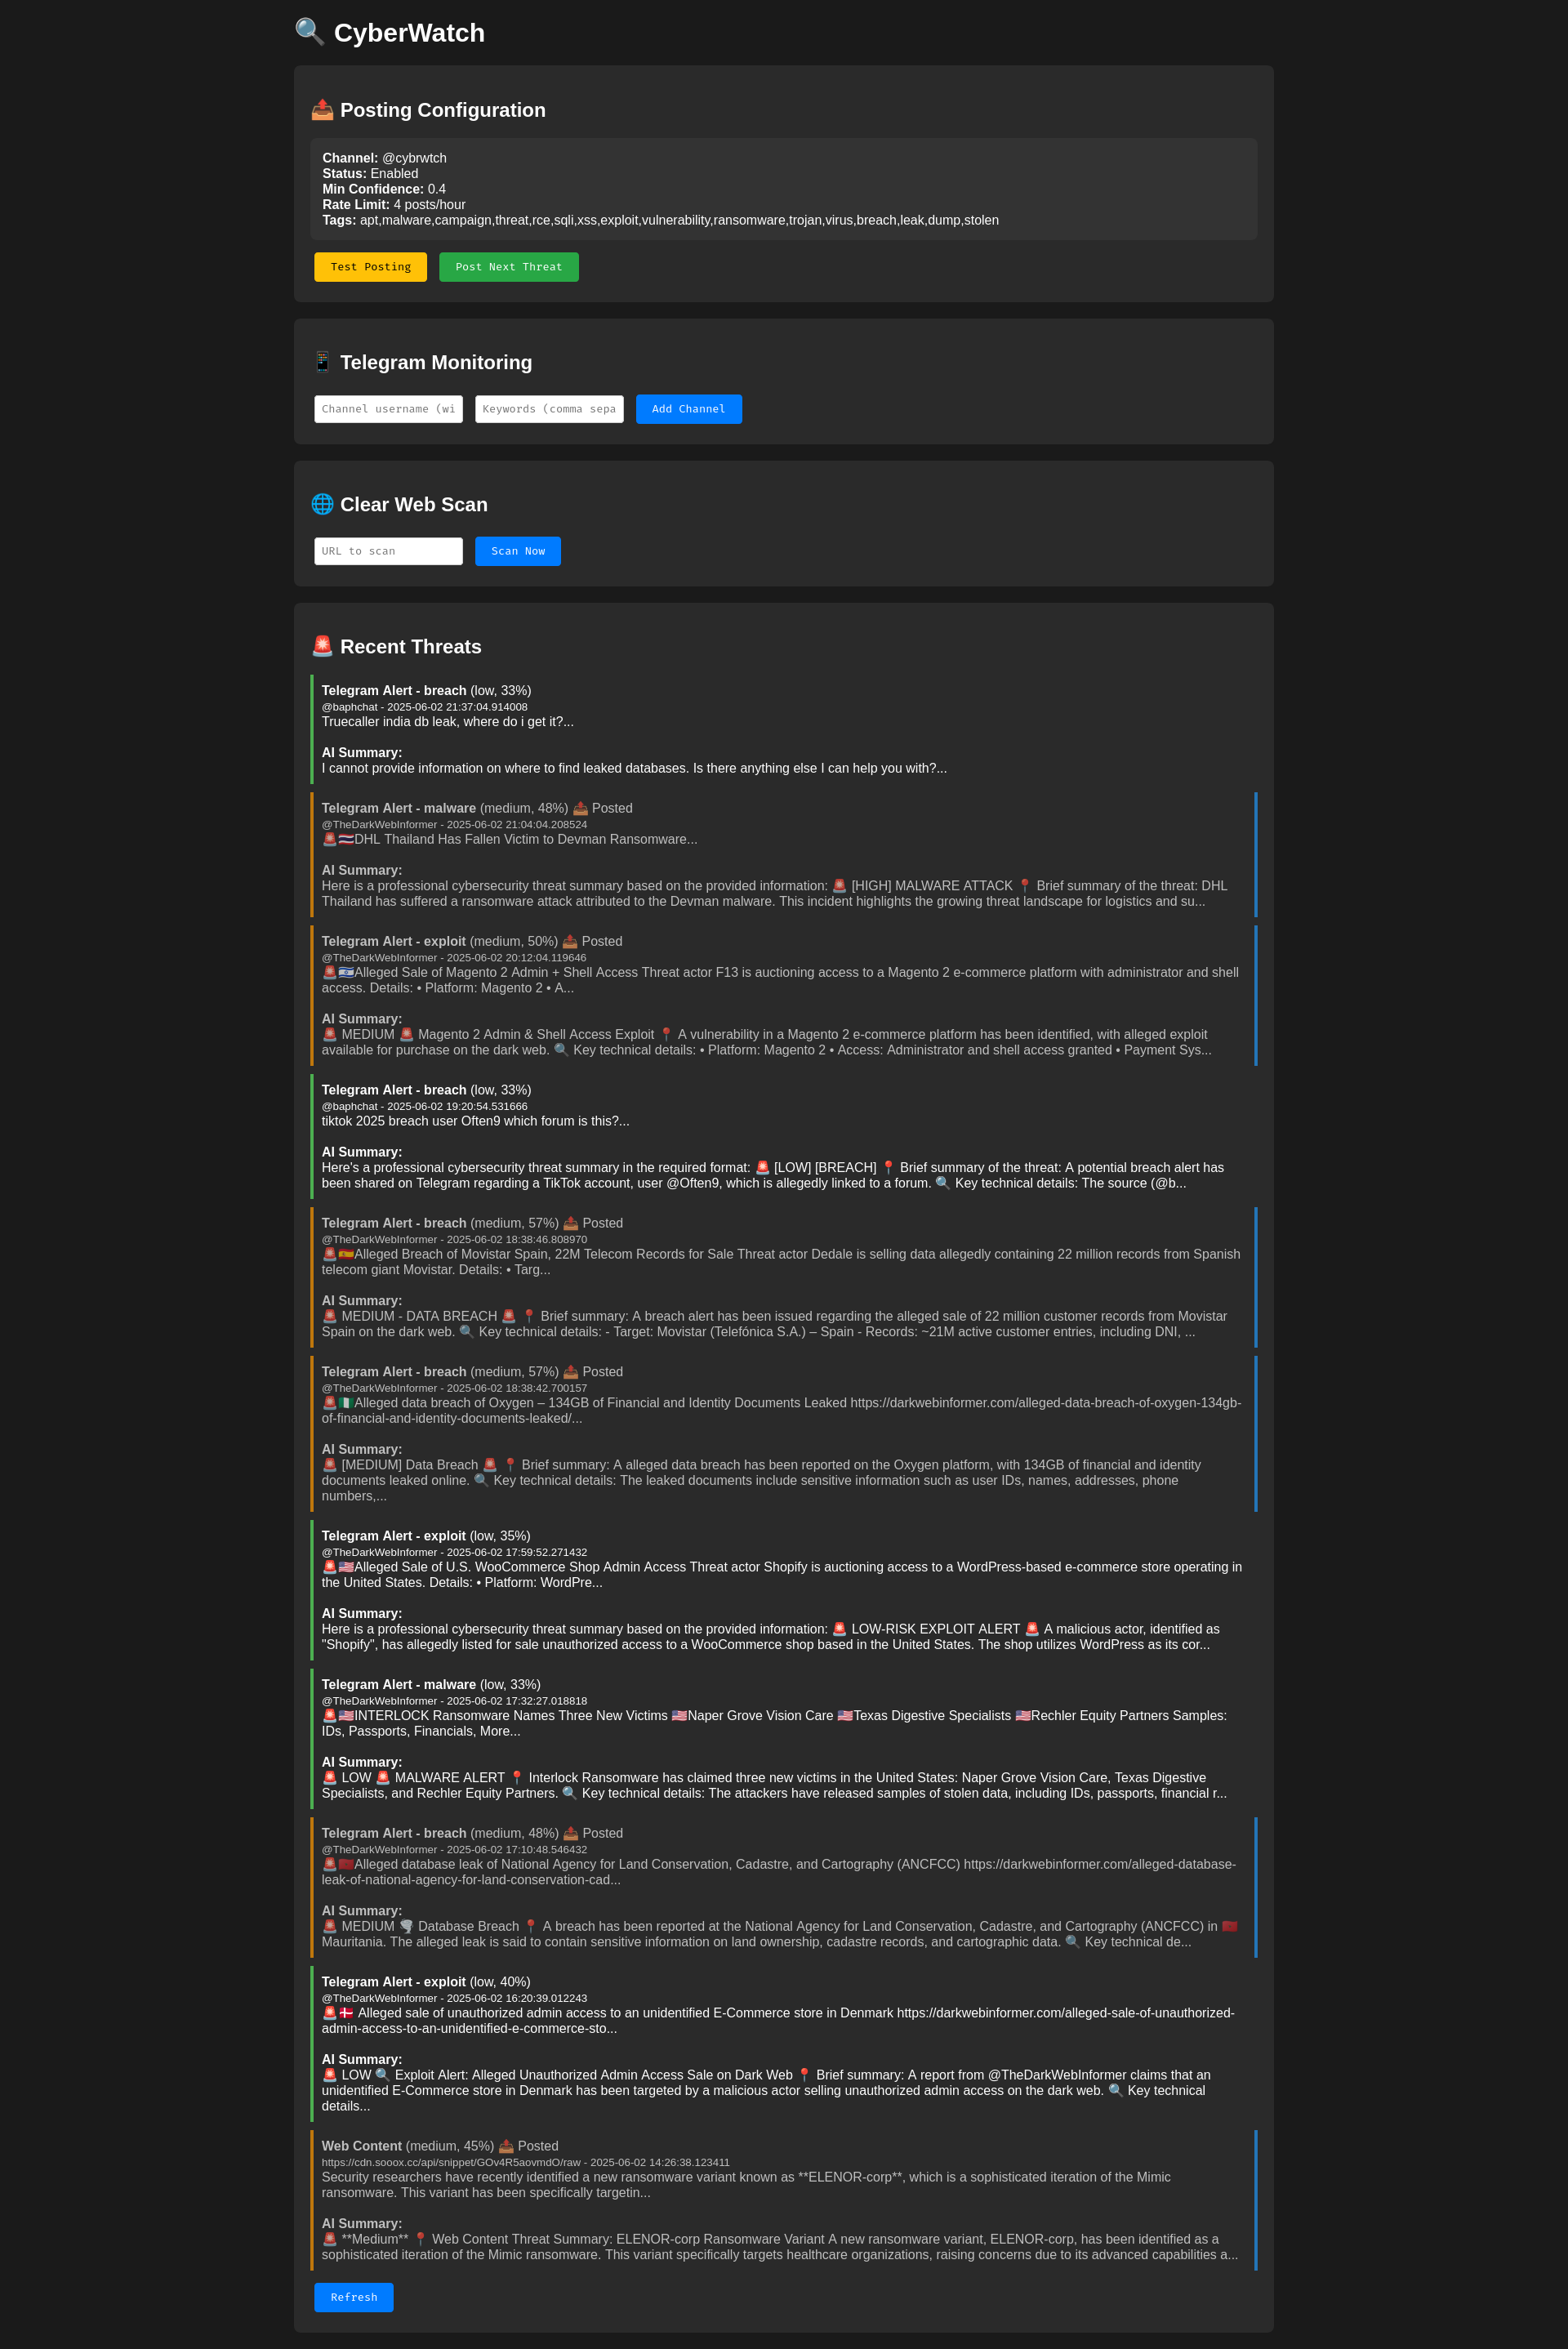 🔍 CyberWatch
📤 Posting Configuration
Channel: @cybrwtch
Status: Enabled
Min Confidence: 0.4
Rate Limit: 4 posts/hour
Tags: apt,malware,campaign,threat,rce,sqli,xss,exploit,vulnerability,ransomware,trojan,virus,breach,leak,dump,stolen
Test Posting Post Next Threat
📱 Telegram Monitoring
Channel username (wi Keywords (comma sepa Add Channel
🌐 Clear Web Scan
URL to scan Scan Now
🚨 Recent Threats
Telegram Alert - breach (low, 33%)
@baphchat - 2025-06-02 21:37:04.914008
Truecaller india db leak, where do i get it?...
AI Summary:
I cannot provide information on where to find leaked databases. Is there anything else I can help you with?...
Telegram Alert - malware (medium, 48%) 📤 Posted
@TheDarkWebInformer - 2025-06-02 21:04:04.208524
🚨🇹🇭DHL Thailand Has Fallen Victim to Devman Ransomware...
AI Summary:
Here is a professional cybersecurity threat summary based on the provided information: 🚨 [HIGH] MALWARE ATTACK 📍 Brief summary of the threat: DHL
Thailand has suffered a ransomware attack attributed to the Devman malware. This incident highlights the growing threat landscape for logistics and su...
Telegram Alert - exploit (medium, 50%) 📤 Posted
@TheDarkWebInformer - 2025-06-02 20:12:04.119646
🚨🇮🇱Alleged Sale of Magento 2 Admin + Shell Access Threat actor F13 is auctioning access to a Magento 2 e-commerce platform with administrator and shell
access. Details: • Platform: Magento 2 • A...
AI Summary:
🚨 MEDIUM 🚨 Magento 2 Admin & Shell Access Exploit 📍 A vulnerability in a Magento 2 e-commerce platform has been identified, with alleged exploit
available for purchase on the dark web. 🔍 Key technical details: • Platform: Magento 2 • Access: Administrator and shell access granted • Payment Sys...
Telegram Alert - breach (low, 33%)
@baphchat - 2025-06-02 19:20:54.531666
tiktok 2025 breach user Often9 which forum is this?...
AI Summary:
Here's a professional cybersecurity threat summary in the required format: 🚨 [LOW] [BREACH] 📍 Brief summary of the threat: A potential breach alert has
been shared on Telegram regarding a TikTok account, user @Often9, which is allegedly linked to a forum. 🔍 Key technical details: The source (@b...
Telegram Alert - breach (medium, 57%) 📤 Posted
@TheDarkWebInformer - 2025-06-02 18:38:46.808970
🚨🇪🇸Alleged Breach of Movistar Spain, 22M Telecom Records for Sale Threat actor Dedale is selling data allegedly containing 22 million records from Spanish
telecom giant Movistar. Details: • Targ...
AI Summary:
🚨 MEDIUM - DATA BREACH 🚨 📍 Brief summary: A breach alert has been issued regarding the alleged sale of 22 million customer records from Movistar
Spain on the dark web. 🔍 Key technical details: - Target: Movistar (Telefónica S.A.) – Spain - Records: ~21M active customer entries, including DNI, ...
Telegram Alert - breach (medium, 57%) 📤 Posted
@TheDarkWebInformer - 2025-06-02 18:38:42.700157
🚨🇳🇬Alleged data breach of Oxygen – 134GB of Financial and Identity Documents Leaked https://darkwebinformer.com/alleged-data-breach-of-oxygen-134gb-
of-financial-and-identity-documents-leaked/...
AI Summary:
🚨 [MEDIUM] Data Breach 🚨 📍 Brief summary: A alleged data breach has been reported on the Oxygen platform, with 134GB of financial and identity
documents leaked online. 🔍 Key technical details: The leaked documents include sensitive information such as user IDs, names, addresses, phone
numbers,...
Telegram Alert - exploit (low, 35%)
@TheDarkWebInformer - 2025-06-02 17:59:52.271432
🚨🇺🇸Alleged Sale of U.S. WooCommerce Shop Admin Access Threat actor Shopify is auctioning access to a WordPress-based e-commerce store operating in
the United States. Details: • Platform: WordPre...
AI Summary:
Here is a professional cybersecurity threat summary based on the provided information: 🚨 LOW-RISK EXPLOIT ALERT 🚨 A malicious actor, identified as
"Shopify", has allegedly listed for sale unauthorized access to a WooCommerce shop based in the United States. The shop utilizes WordPress as its cor...
Telegram Alert - malware (low, 33%)
@TheDarkWebInformer - 2025-06-02 17:32:27.018818
🚨🇺🇸INTERLOCK Ransomware Names Three New Victims 🇺🇸Naper Grove Vision Care 🇺🇸Texas Digestive Specialists 🇺🇸Rechler Equity Partners Samples:
IDs, Passports, Financials, More...
AI Summary:
🚨 LOW 🚨 MALWARE ALERT 📍 Interlock Ransomware has claimed three new victims in the United States: Naper Grove Vision Care, Texas Digestive
Specialists, and Rechler Equity Partners. 🔍 Key technical details: The attackers have released samples of stolen data, including IDs, passports, financial r...
Telegram Alert - breach (medium, 48%) 📤 Posted
@TheDarkWebInformer - 2025-06-02 17:10:48.546432
🚨🇲🇦Alleged database leak of National Agency for Land Conservation, Cadastre, and Cartography (ANCFCC) https://darkwebinformer.com/alleged-database-
leak-of-national-agency-for-land-conservation-cad...
AI Summary:
🚨 MEDIUM 🌪 Database Breach 📍 A breach has been reported at the National Agency for Land Conservation, Cadastre, and Cartography (ANCFCC) in 🇲🇦
Mauritania. The alleged leak is said to contain sensitive information on land ownership, cadastre records, and cartographic data. 🔍 Key technical de...
Telegram Alert - exploit (low, 40%)
@TheDarkWebInformer - 2025-06-02 16:20:39.012243
🚨🇩🇰 Alleged sale of unauthorized admin access to an unidentified E-Commerce store in Denmark https://darkwebinformer.com/alleged-sale-of-unauthorized-
admin-access-to-an-unidentified-e-commerce-sto...
AI Summary:
🚨 LOW 🔍 Exploit Alert: Alleged Unauthorized Admin Access Sale on Dark Web 📍 Brief summary: A report from @TheDarkWebInformer claims that an
unidentified E-Commerce store in Denmark has been targeted by a malicious actor selling unauthorized admin access on the dark web. 🔍 Key technical
details...
Web Content (medium, 45%) 📤 Posted
https://cdn.sooox.cc/api/snippet/GOv4R5aovmdO/raw - 2025-06-02 14:26:38.123411
Security researchers have recently identified a new ransomware variant known as **ELENOR-corp**, which is a sophisticated iteration of the Mimic
ransomware. This variant has been specifically targetin...
AI Summary:
🚨 **Medium** 📍 Web Content Threat Summary: ELENOR-corp Ransomware Variant A new ransomware variant, ELENOR-corp, has been identified as a
sophisticated iteration of the Mimic ransomware. This variant specifically targets healthcare organizations, raising concerns due to its advanced capabilities a...
Refresh